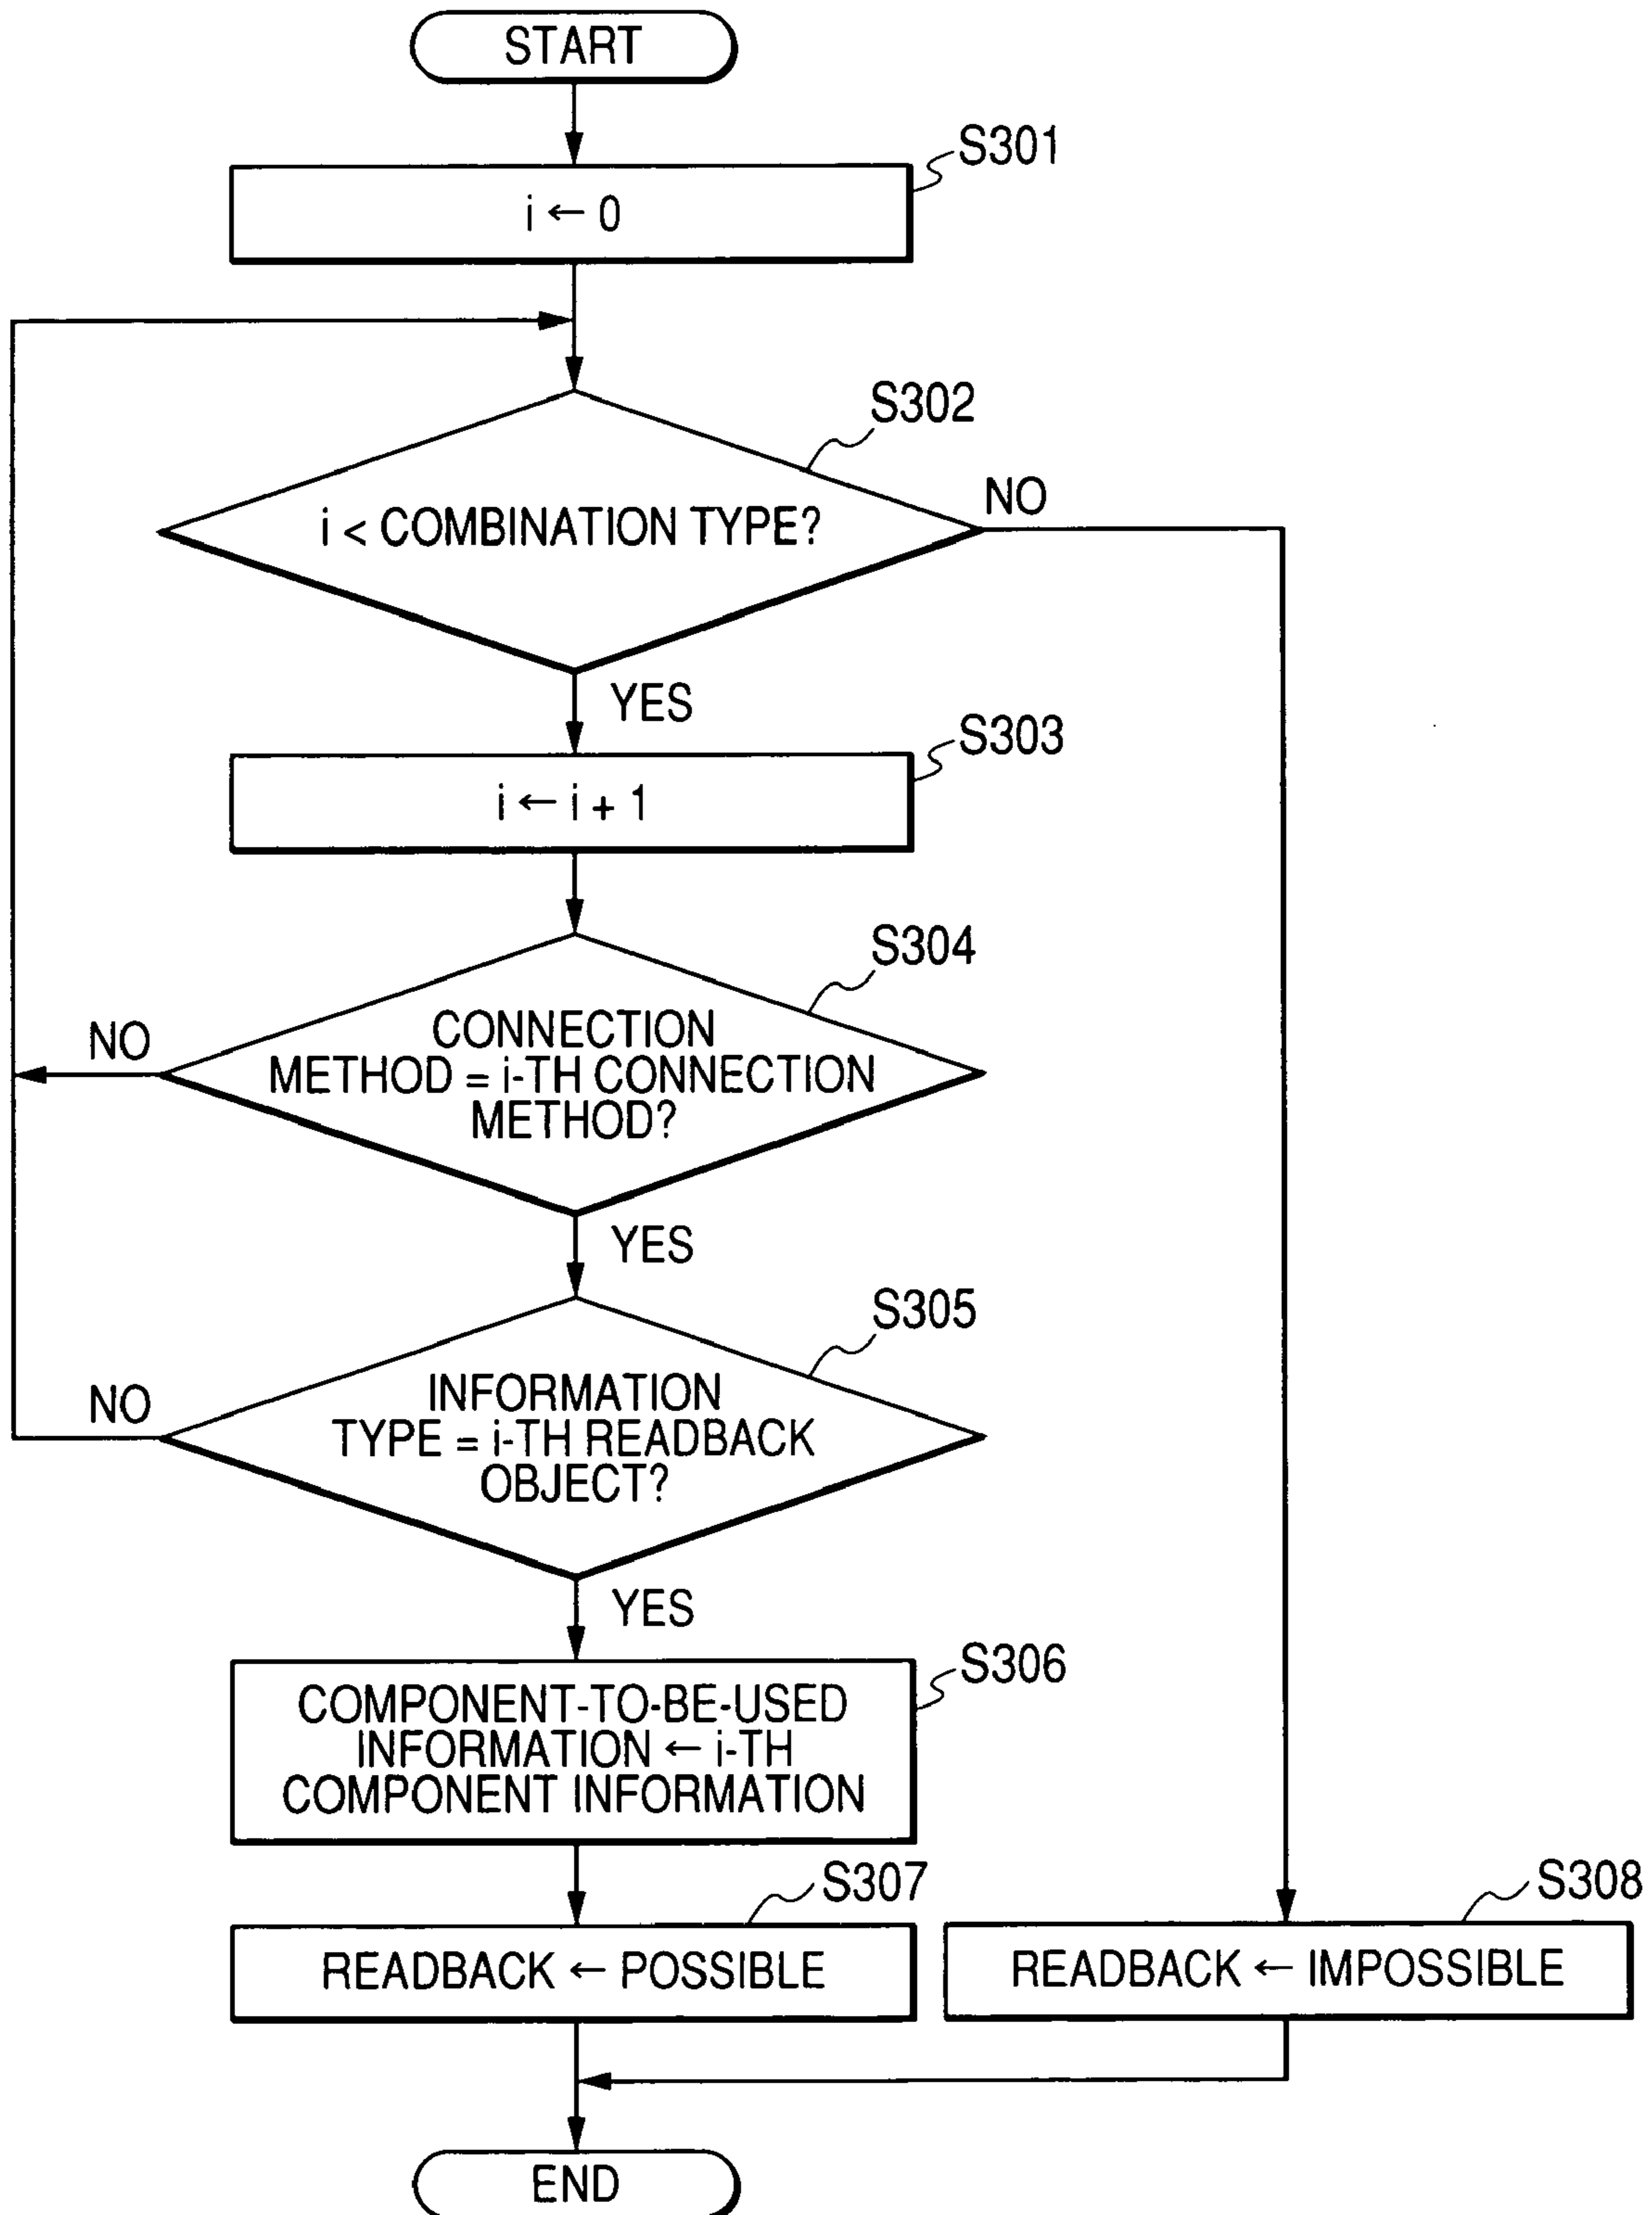 START
S301
i ← 0
S302
i < COMBINATION TYPE?
NO
YES
S303
i ← i + 1
S304
CONNECTION
METHOD = i-TH CONNECTION
METHOD?
NO
YES
S305
INFORMATION
TYPE = i-TH READBACK
OBJECT?
NO
YES
S306
COMPONENT-TO-BE-USED
INFORMATION ← i-TH
COMPONENT INFORMATION
S307
READBACK ← POSSIBLE
S308
READBACK ← IMPOSSIBLE
END